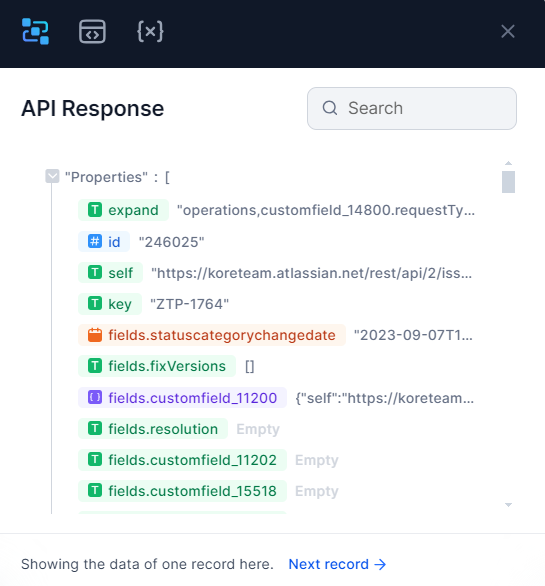 API Response
Search
"Properties" : [
T expand "operations,customfield_14800.requestTy...
# id "246025"
T self "https://koreteam.atlassian.net/rest/api/2/iss...
T key "ZTP-1764"
fields.statuscategorychangedate "2023-09-07T1...
T fields.fixVersions []
{} fields.customfield_11200 {"self":"https://koreteam...
T fields.resolution Empty
T fields.customfield_11202 Empty
T fields.customfield_15518 Empty
Showing the data of one record here. Next record →